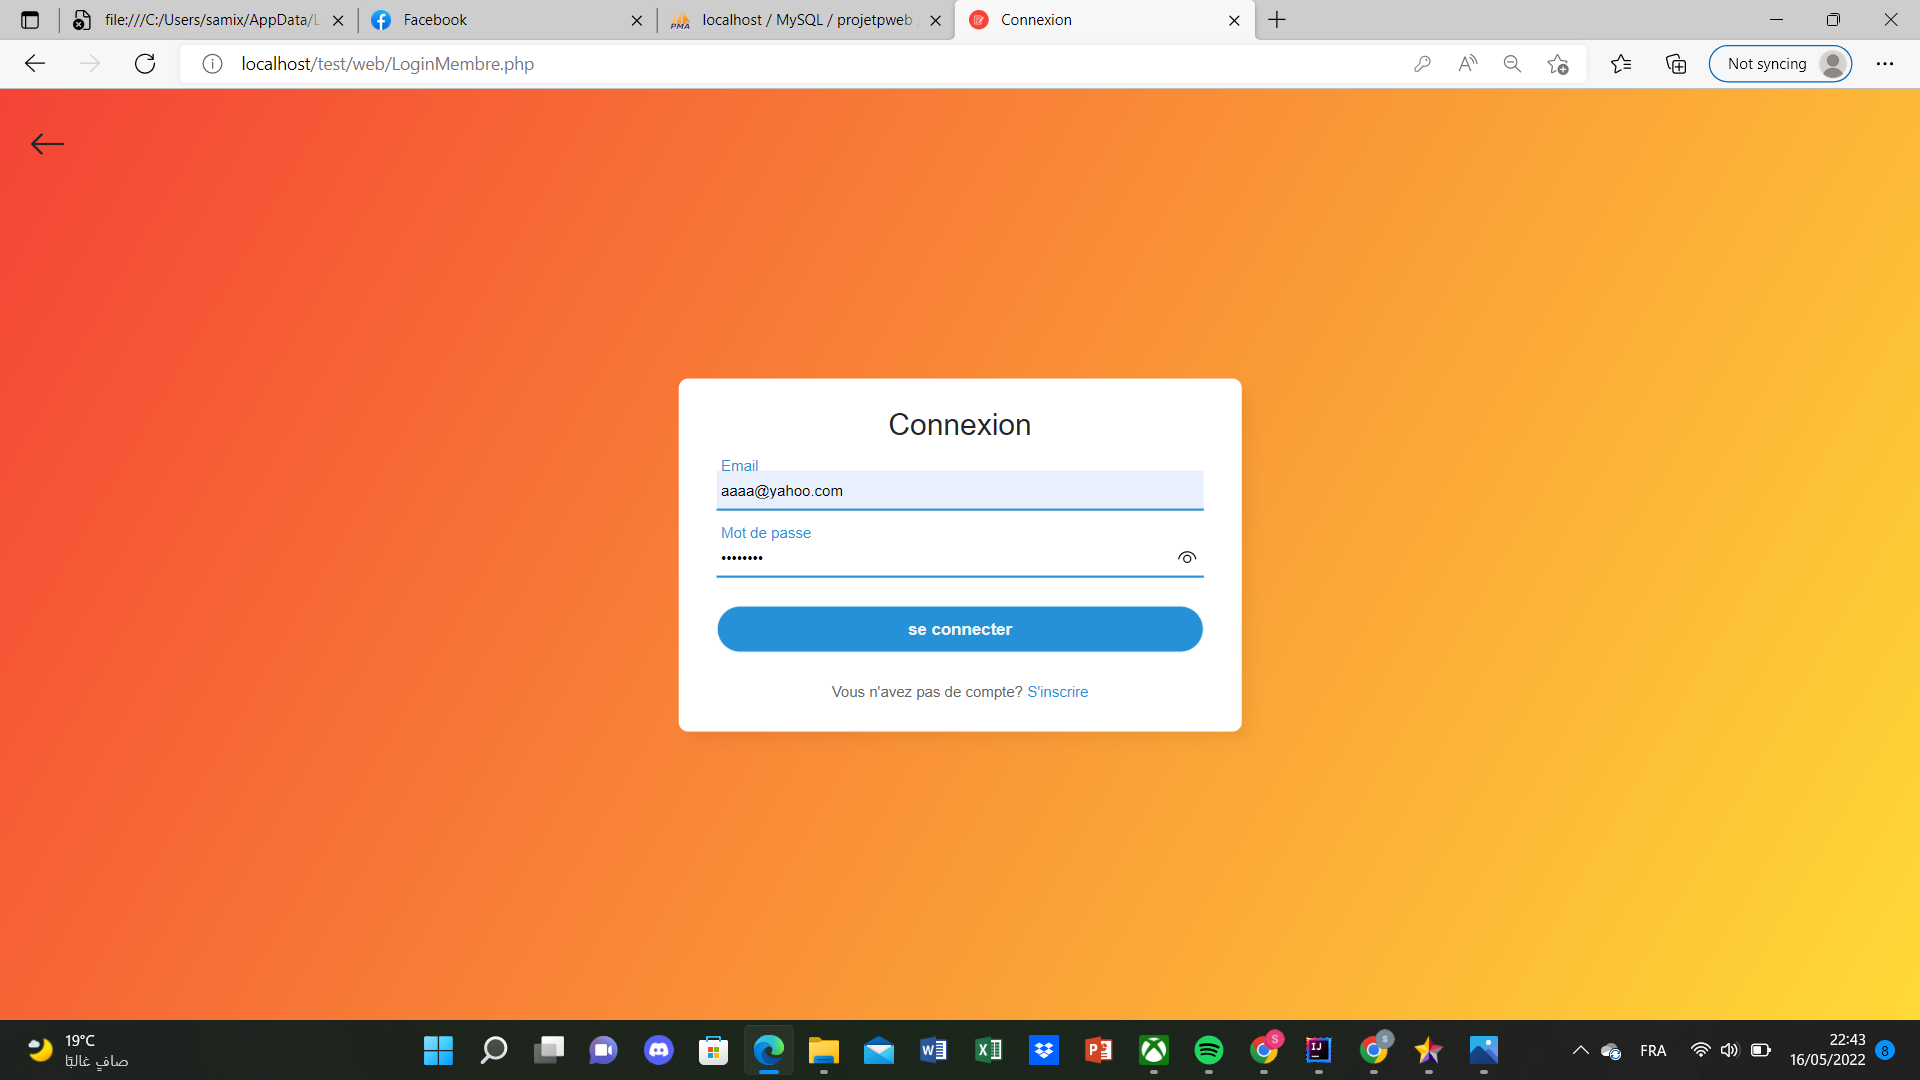 file:///C:/Users/samix/AppData/L
Facebook
PMA
localhost / MySQL / projetpweb
Connexion
localhost/test/web/LoginMembre.php
Not syncing
Connexion
Email
aaaa@yahoo.com
Mot de passe
••••••••
se connecter
Vous n'avez pas de compte? S'inscrire
19°C
صافٍ غالبًا
FRA
22:43
16/05/2022
8